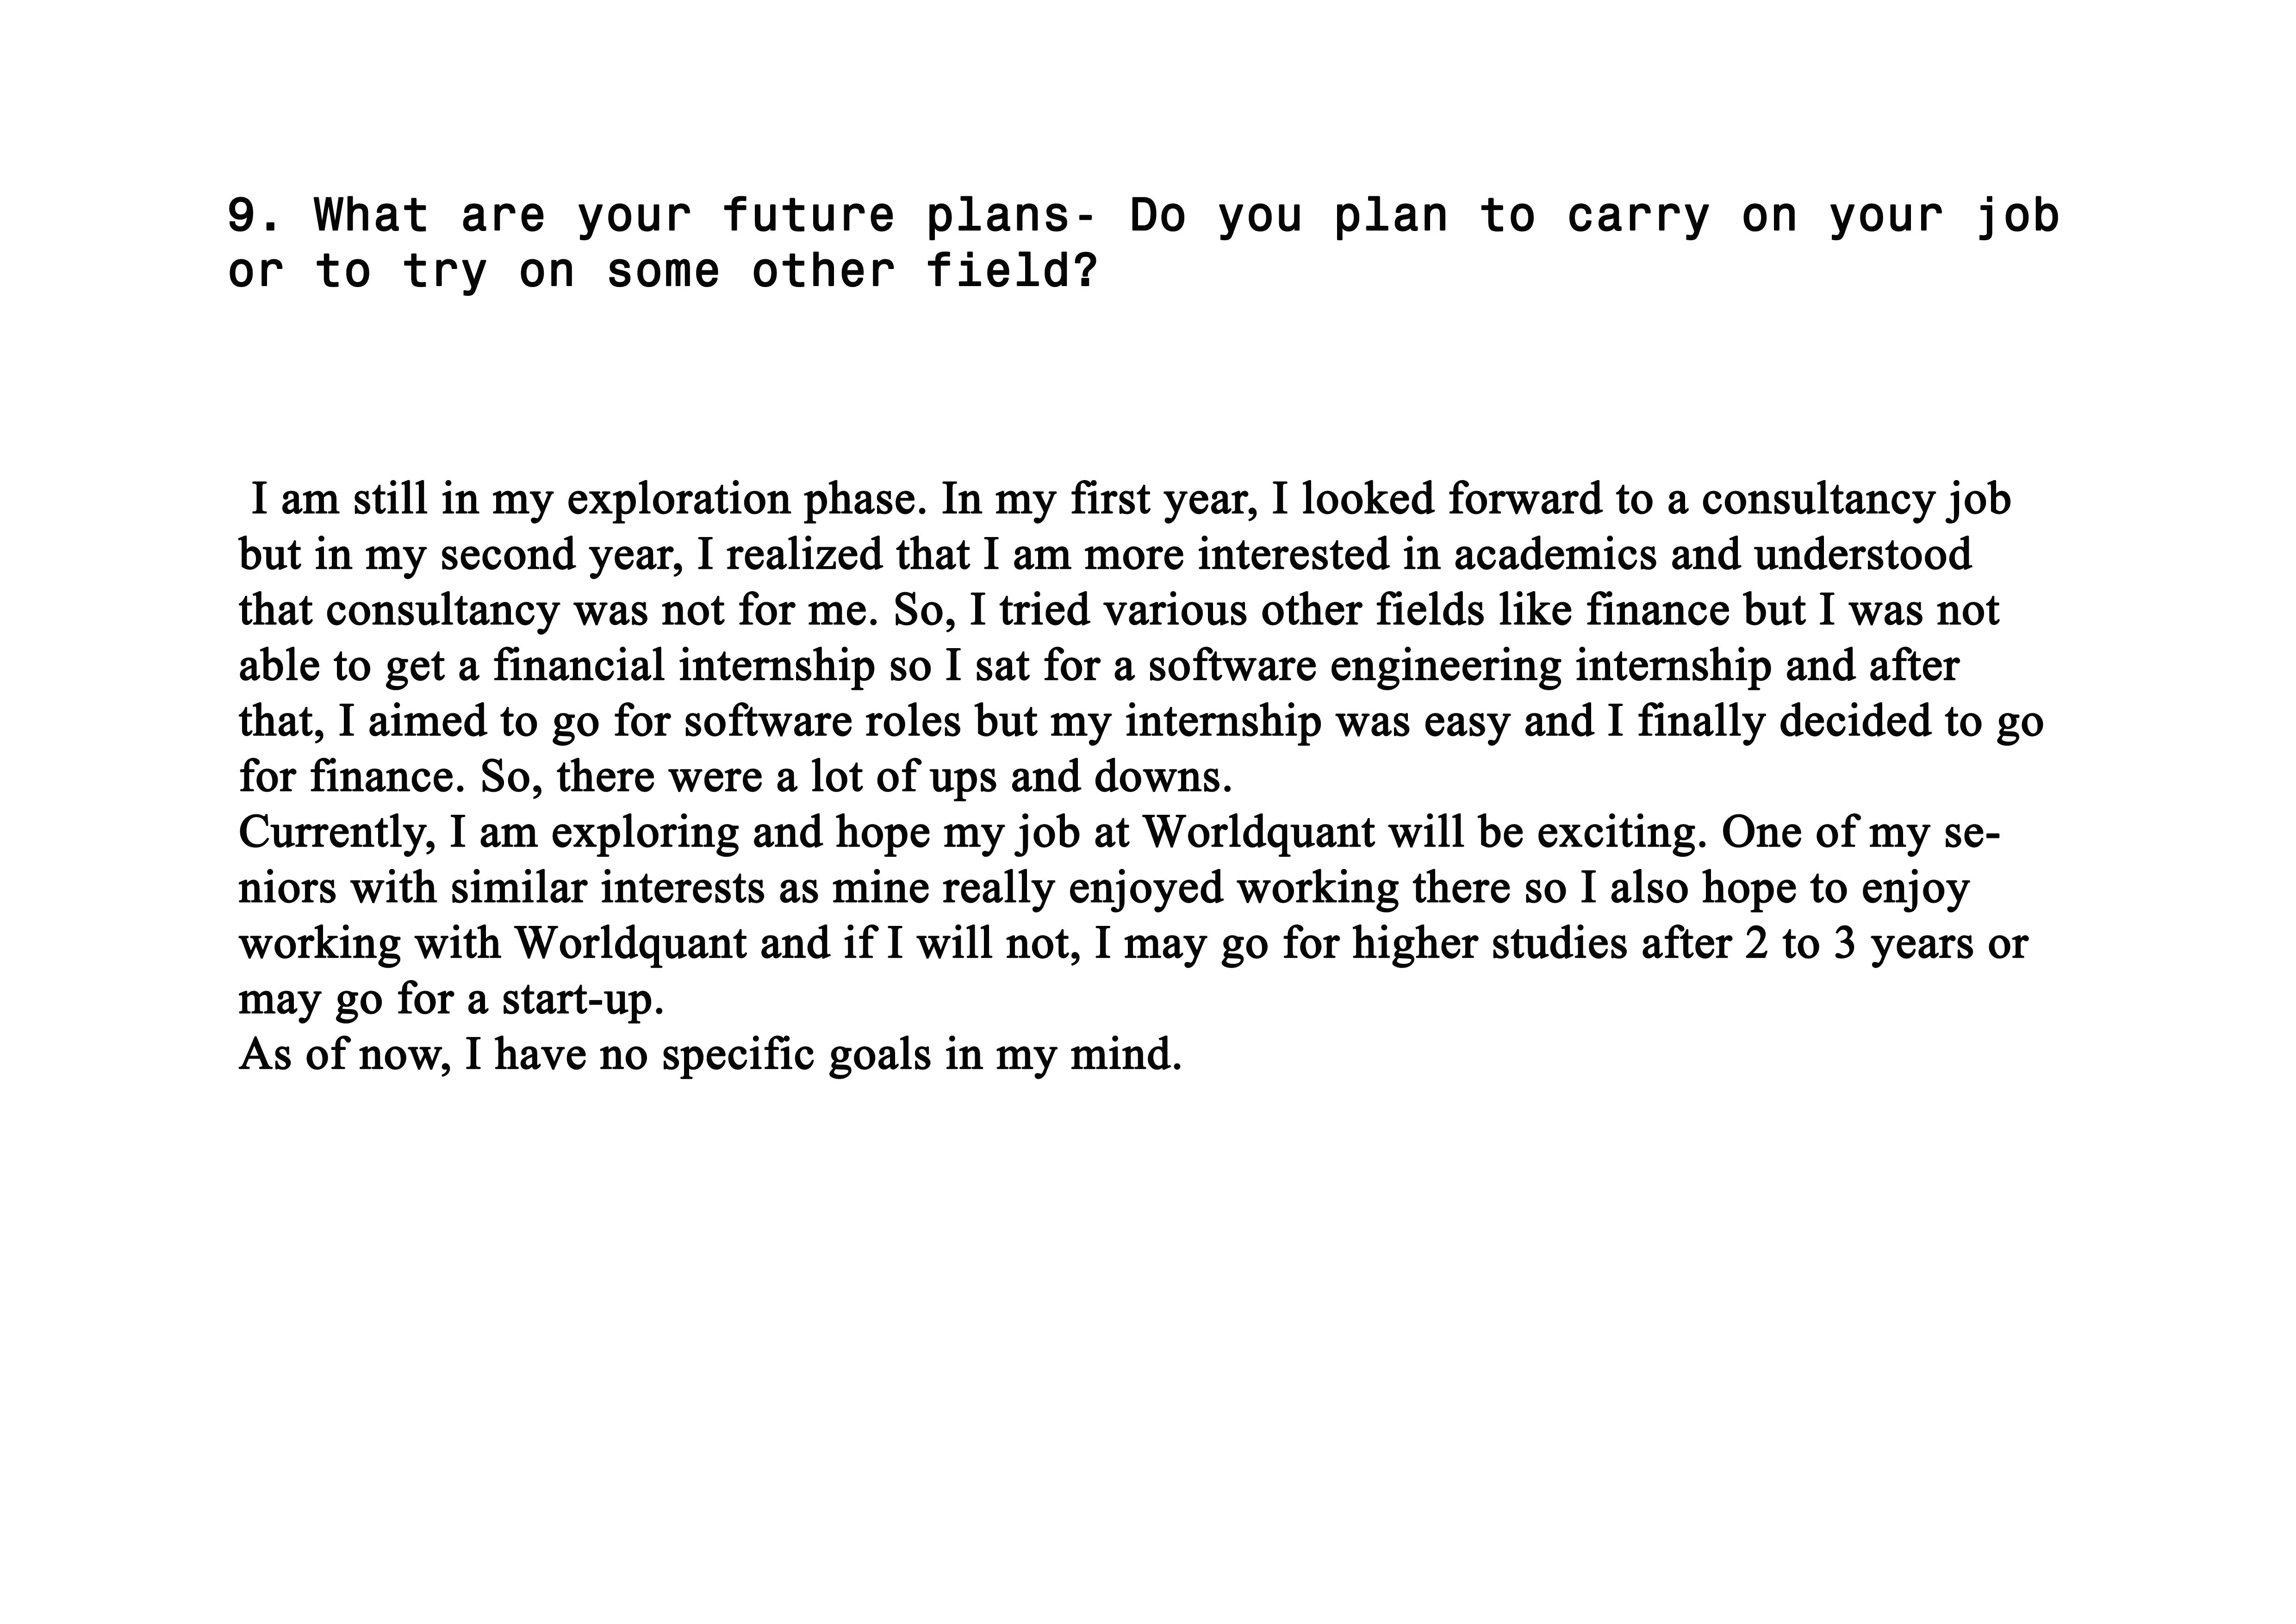 9. What are your future plans- Do you plan to carry on your job
or to try on some other field?
I am still in my exploration phase. In my first year, I looked forward to a consultancy job
but in my second year, I realized that I am more interested in academics and understood
that consultancy was not for me. So, I tried various other fields like finance but I was not
able to get a financial internship so I sat for a software engineering internship and after
that, I aimed to go for software roles but my internship was easy and I finally decided to go
for finance. So, there were a lot of ups and downs.
Currently, I am exploring and hope my job at Worldquant will be exciting. One of my se-
niors with similar interests as mine really enjoyed working there so I also hope to enjoy
working with Worldquant and if I will not, I may go for higher studies after 2 to 3 years or
may go for a start-up.
As of now, I have no specific goals in my mind.